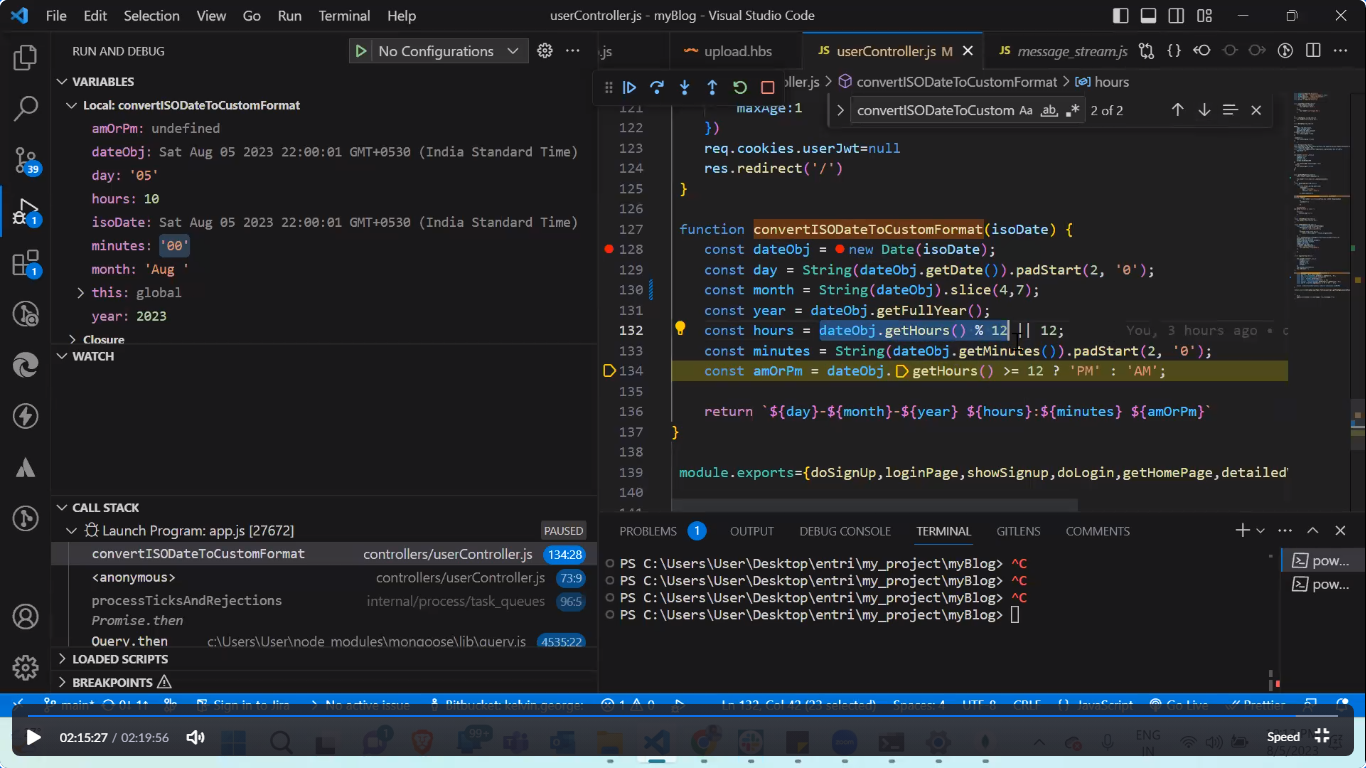 File Edit Selection View Go Run Terminal Help
userController.js - myBlog - Visual Studio Code
RUN AND DEBUG
No Configurations
VARIABLES
Local: convertISODateToCustomFormat
amOrPm: undefined
dateObj: Sat Aug 05 2023 22:00:01 GMT+0530 (India Standard Time)
day: '05'
hours: 10
isoDate: Sat Aug 05 2023 22:00:01 GMT+0530 (India Standard Time)
minutes: '00'
month: 'Aug '
this: global
year: 2023
Closure
WATCH
CALL STACK
Launch Program: app.js [27672] PAUSED
convertISODateToCustomFormat controllers/userController.js 134:28
<anonymous> controllers/userController.js 73:9
processTicksAndRejections internal/process/task_queues 96:5
Promise.then
Query.then c:\Users\User\node_modules\mongoose\lib\query.js 4535:22
LOADED SCRIPTS
BREAKPOINTS
39
1
1
.js
upload.hbs
JS userController.js M
JS message_stream.js
ller.js > convertISODateToCustomFormat > hours
convertISODateToCustom Aa ab 2 of 2
121 maxAge:1
122 })
123 req.cookies.userJwt=null
124 res.redirect('/')
125 }
126
127 function convertISODateToCustomFormat(isoDate) {
128 const dateObj = new Date(isoDate);
129 const day = String(dateObj.getDate()).padStart(2, '0');
130 const month = String(dateObj).slice(4,7);
131 const year = dateObj.getFullYear();
132 const hours = dateObj.getHours() % 12 || 12; You, 3 hours ago •
133 const minutes = String(dateObj.getMinutes()).padStart(2, '0');
134 const amOrPm = dateObj.getHours() >= 12 ? 'PM' : 'AM';
135
136 return `${day}-${month}-${year} ${hours}:${minutes} ${amOrPm}`
137 }
138
139 module.exports={doSignUp,loginPage,showSignup,doLogin,getHomePage,detailed
140
PROBLEMS 1 OUTPUT DEBUG CONSOLE TERMINAL GITLENS COMMENTS
PS C:\Users\User\Desktop\entri\my_project\myBlog> ^C
PS C:\Users\User\Desktop\entri\my_project\myBlog> ^C
PS C:\Users\User\Desktop\entri\my_project\myBlog> ^C
PS C:\Users\User\Desktop\entri\my_project\myBlog>
pow...
pow...
Sign in to Jira No active issue Bitbucket: kelvin george: Ln 132, Col 42 (23 selected) Spaces: 4 UTF-8 CRLF {} JavaScript Go Live Prettier
02:15:27 / 02:19:56
99+
ENG
IN
8/5/2023
Speed